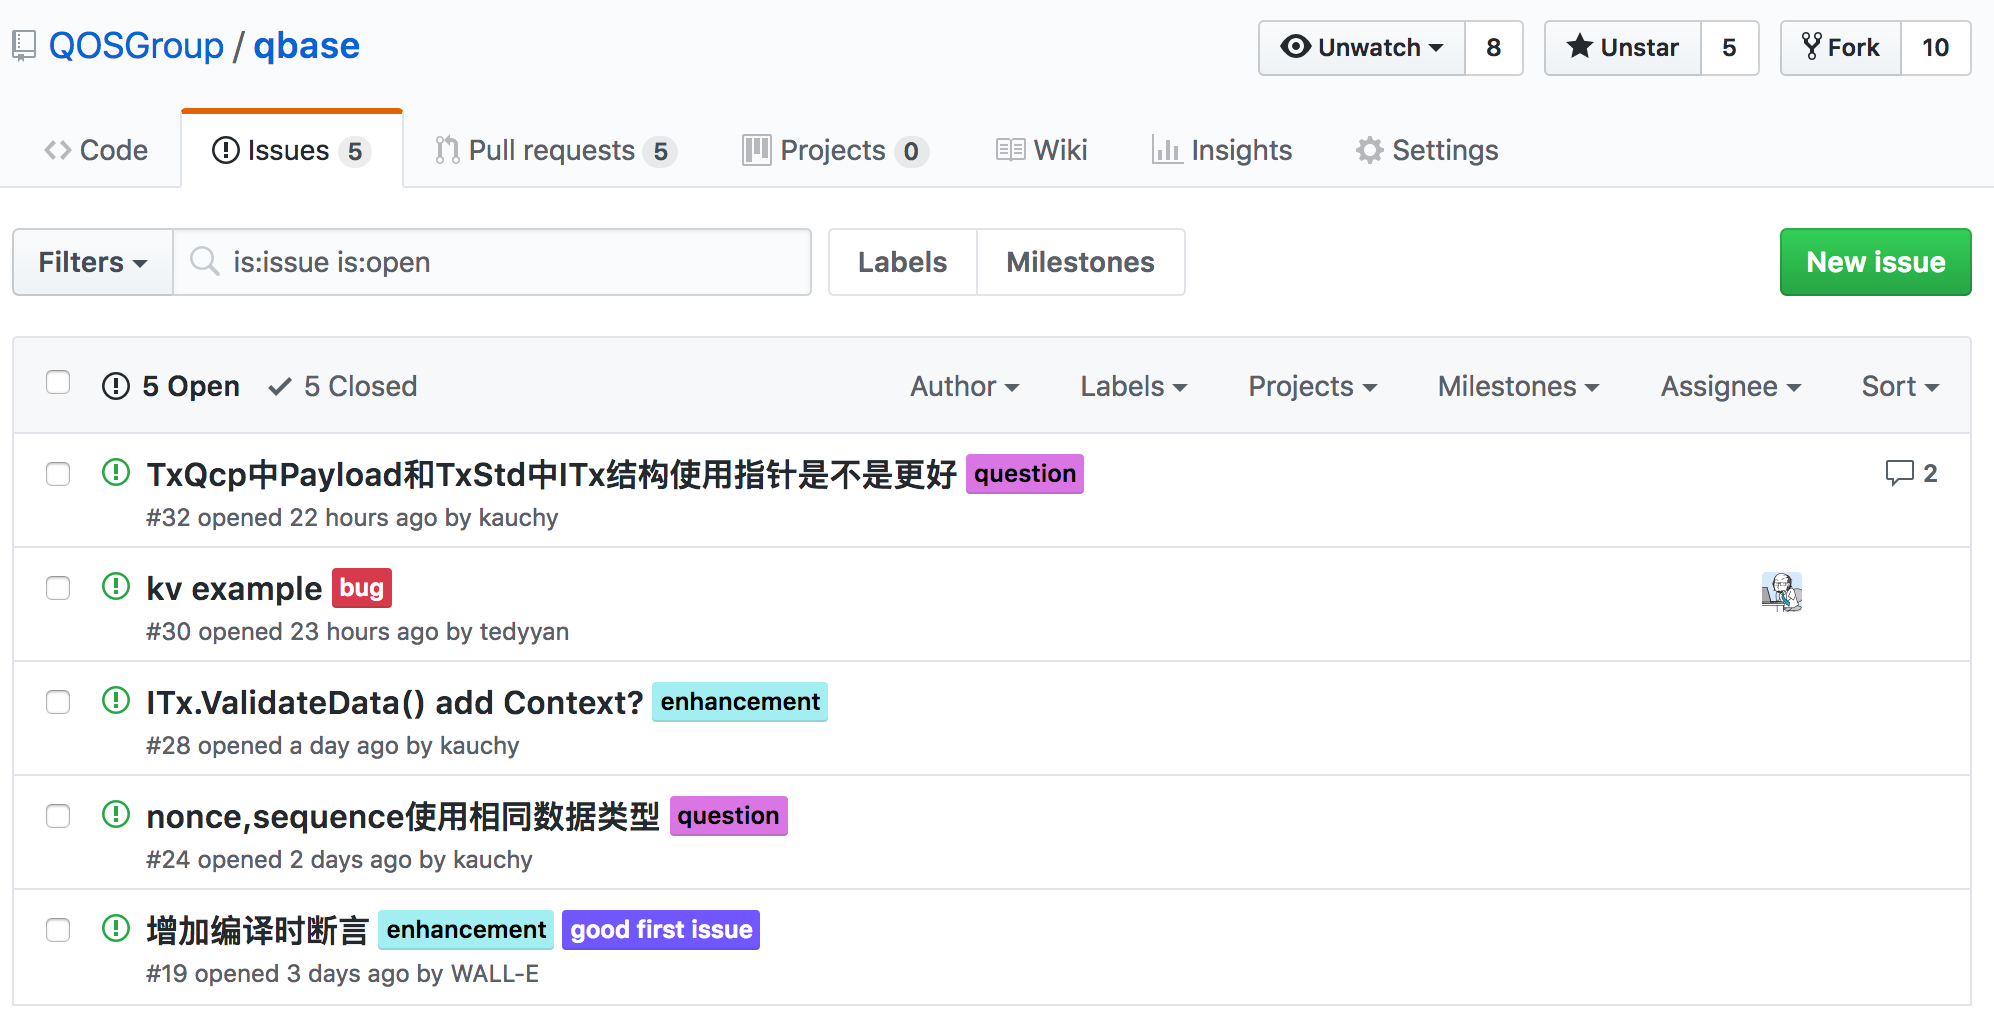 QOSGroup / qbase
Unwatch 8 Unstar 5 Fork 10
Code Issues 5 Pull requests 5 Projects 0 Wiki Insights Settings
Filters is:issue is:open Labels Milestones New issue
5 Open 5 Closed Author Labels Projects Milestones Assignee Sort
TxQcp中Payload和TxStd中ITx结构使用指针是不是更好 question 2
#32 opened 22 hours ago by kauchy
kv example bug
#30 opened 23 hours ago by tedyyan
ITx.ValidateData() add Context? enhancement
#28 opened a day ago by kauchy
nonce,sequence使用相同数据类型 question
#24 opened 2 days ago by kauchy
增加编译时断言 enhancement good first issue
#19 opened 3 days ago by WALL-E